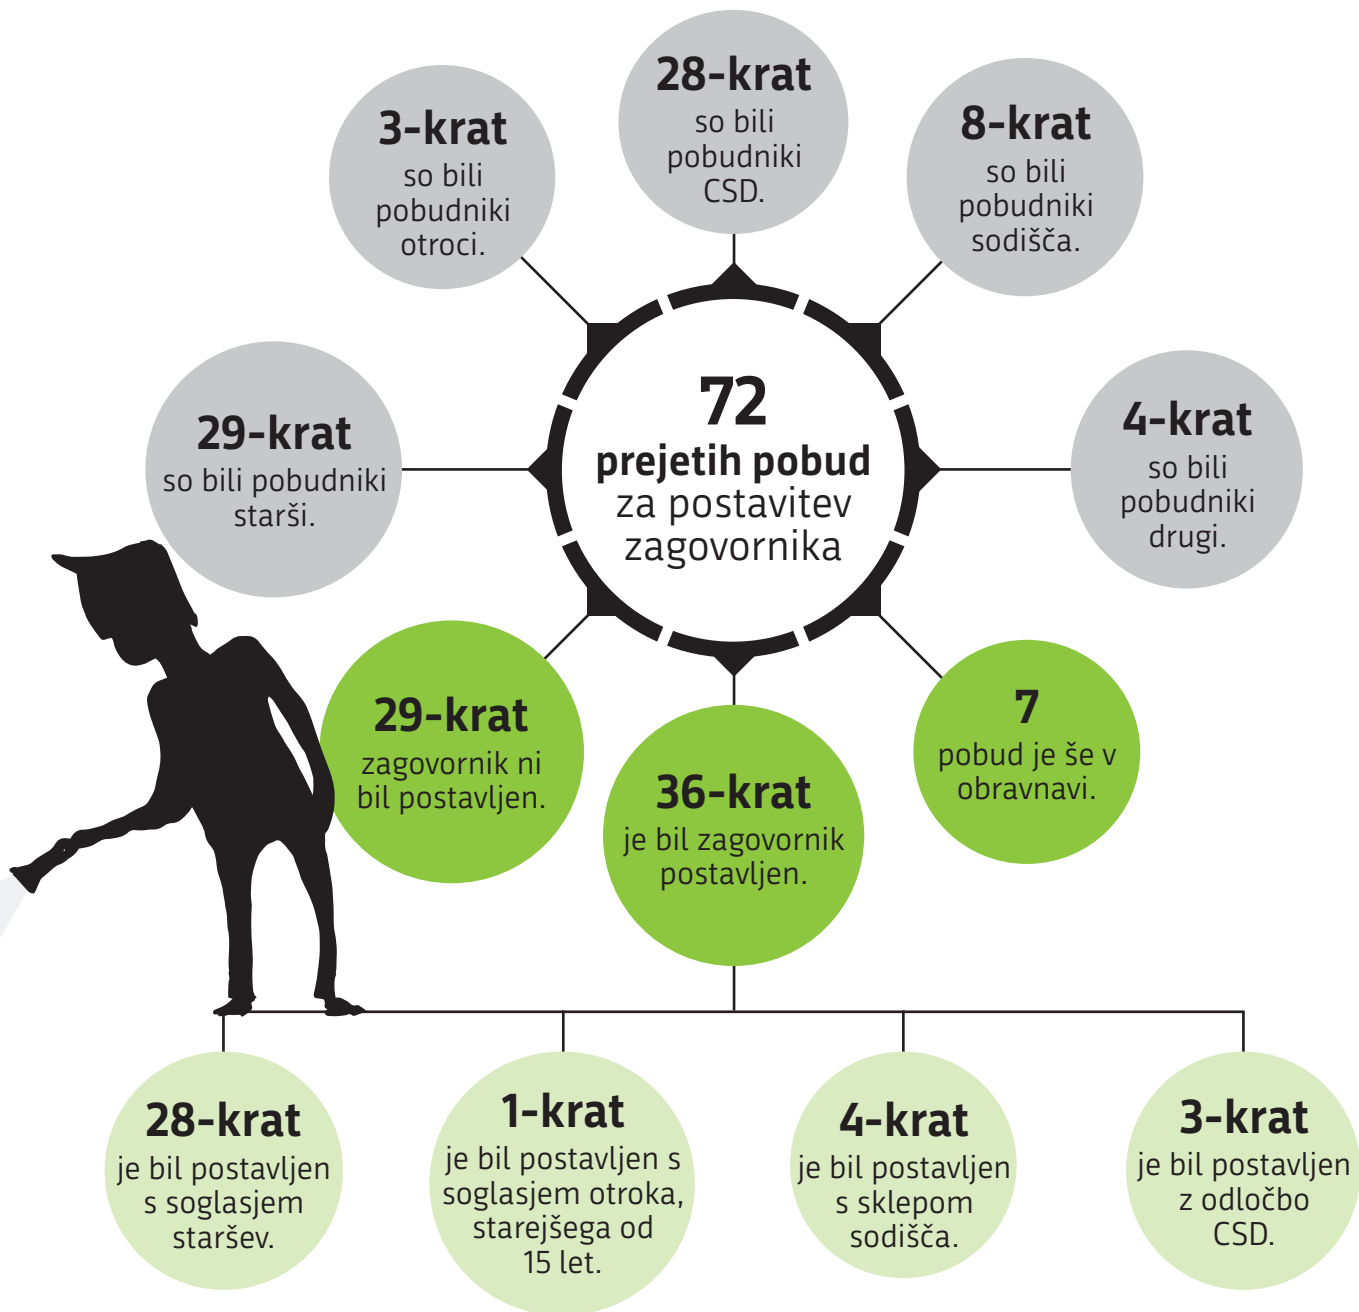 28-krat
so bili
pobudniki
CSD.
3-krat
so bili
pobudniki
otroci.
8-krat
so bili
pobudniki
sodišča.
29-krat
so bili pobudniki
starši.
72
prejetih pobud
za postavitev
zagovornika
4-krat
so bili
pobudniki
drugi.
29-krat
zagovornik ni
bil postavljen.
36-krat
je bil zagovornik
postavljen.
7
pobud je še v
obravnavi.
28-krat
je bil postavljen
s soglasjem
staršev.
1-krat
je bil postavljen s
soglasjem otroka,
starejšega od
15 let.
4-krat
je bil postavljen
s sklepom
sodišča.
3-krat
je bil postavljen
z odločbo
CSD.